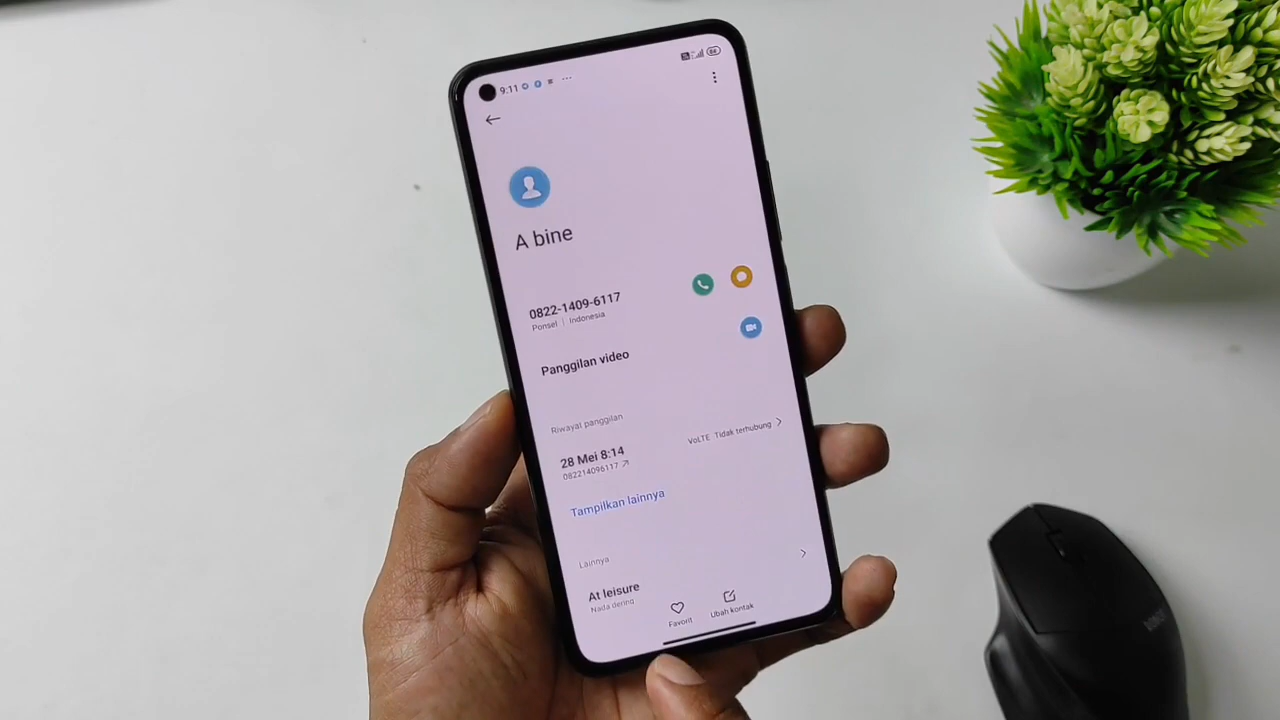 9:11
A bine
0822-1409-6117
Ponsel | Indonesia
Panggilan video
Riwayat panggilan
28 Mei 8:14
082214096117
VoLTE Tidak terhubung
Tampilkan lainnya
Lainnya
At leisure
Nada dering
Favorit
Ubah kontak